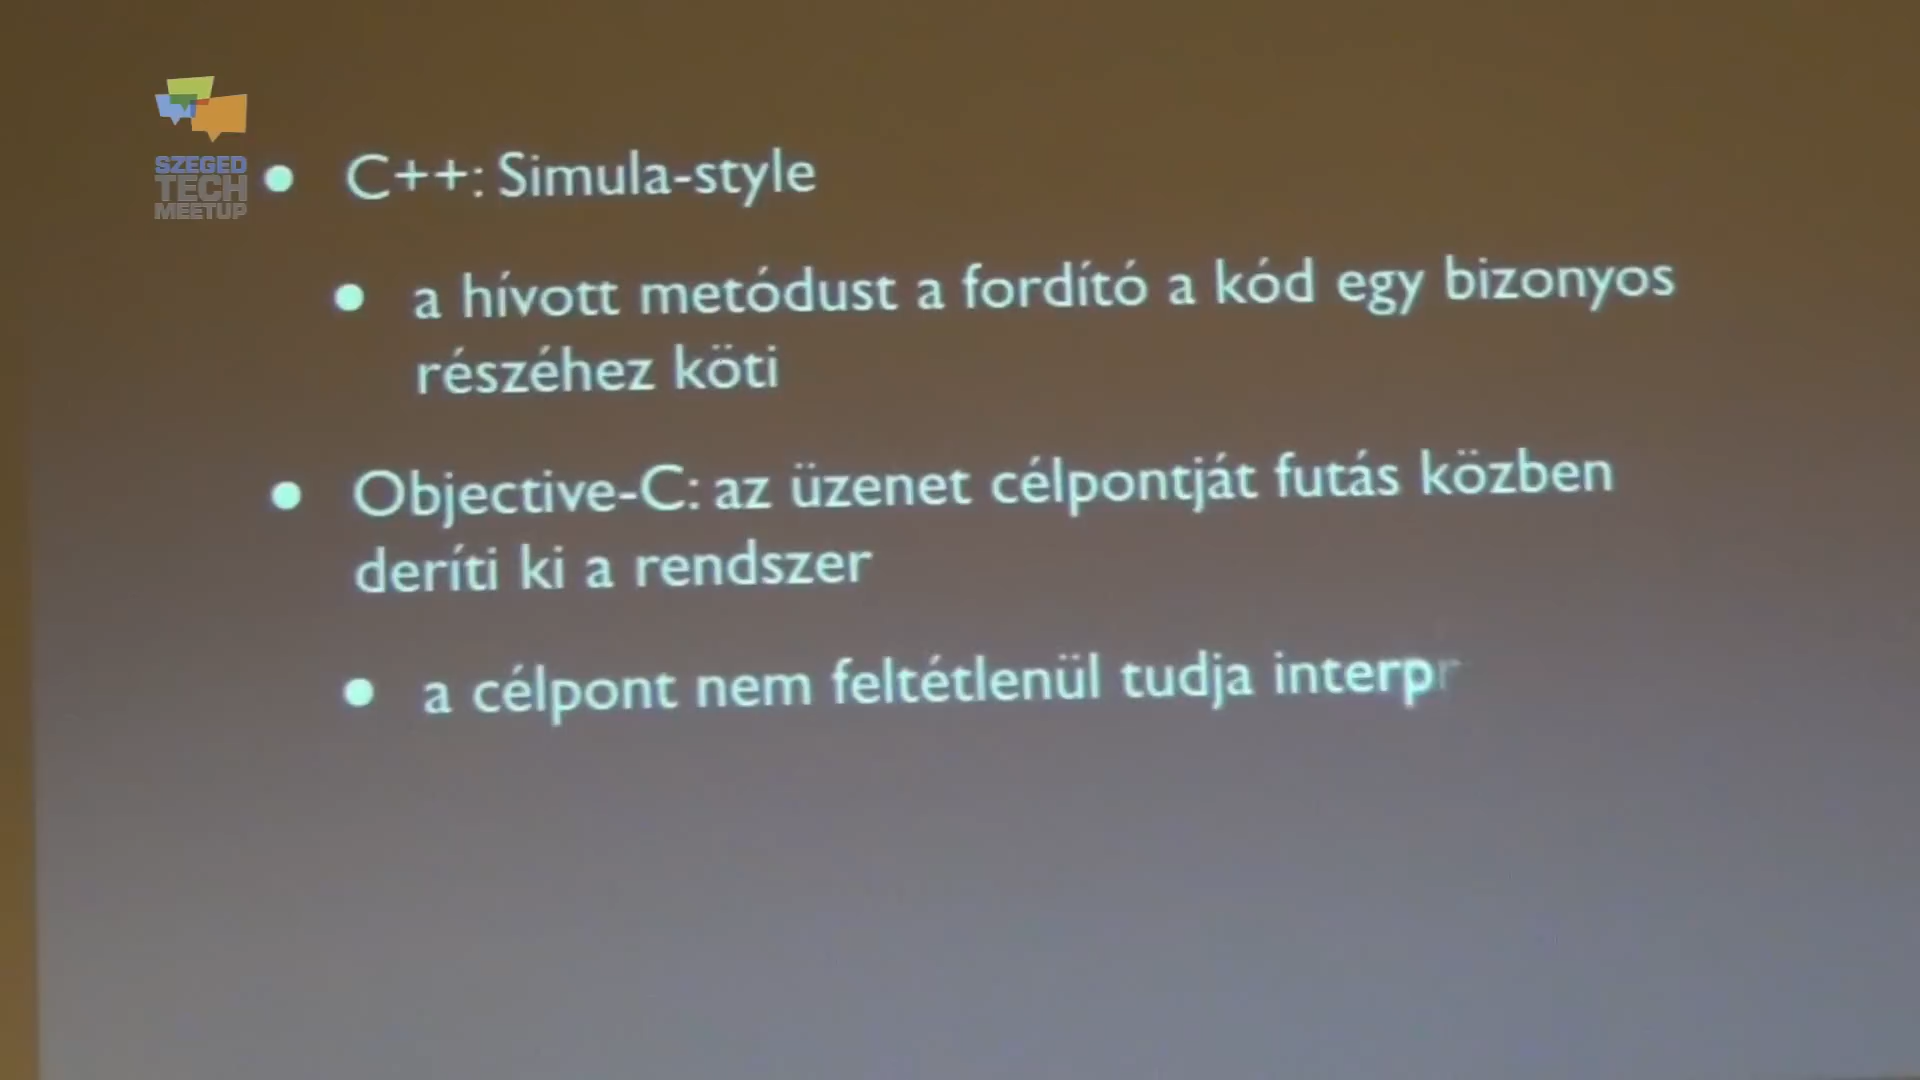 SZEGED
TECH
MEETUP
C++: Simula-style
a hívott metódust a fordító a kód egy bizonyos
részéhez köti
Objective-C: az üzenet célpontját futás közben
deríti ki a rendszer
a célpont nem feltétlenül tudja interpr